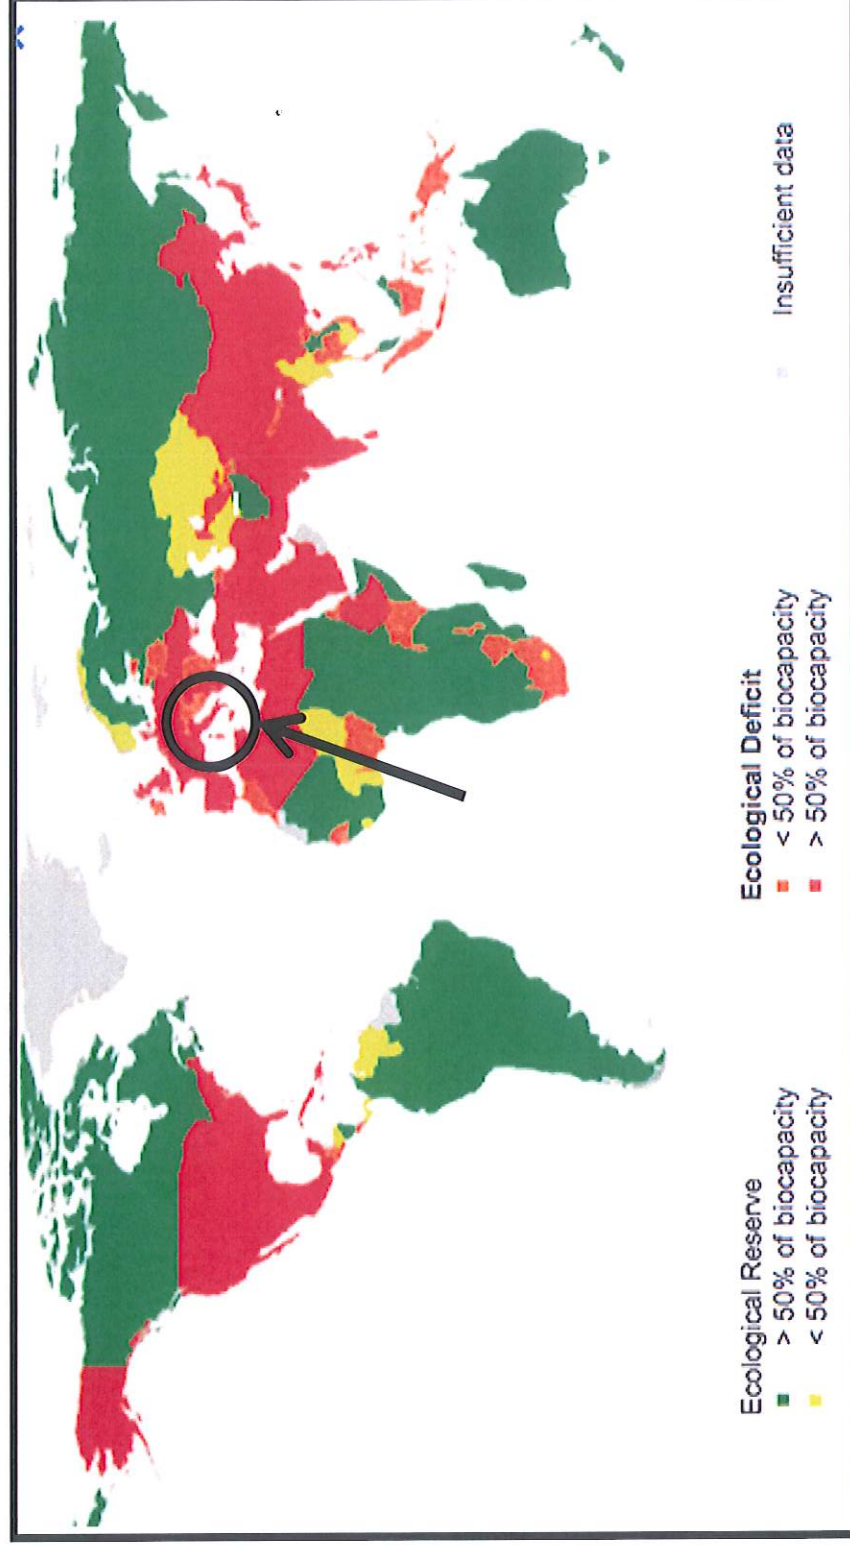 Ecological Reserve
> 50% of biocapacity
< 50% of biocapacity
Ecological Deficit
< 50% of biocapacity
> 50% of biocapacity
Insufficient data